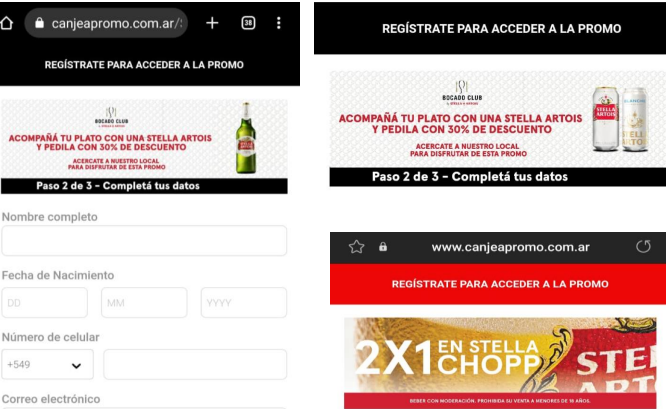 canjeapromo.com.ar/
38
REGÍSTRATE PARA ACCEDER A LA PROMO
BOCADO CLUB
ACOMPAÑÁ TU PLATO CON UNA STELLA ARTOIS
Y PEDILA CON 30% DE DESCUENTO
ACERCATE A NUESTRO LOCAL
PARA DISFRUTAR DE ESTA PROMO
Paso 2 de 3 - Completá tus datos
Nombre completo
Fecha de Nacimiento
DD
MM
YYYY
Número de celular
+549
Correo electrónico
REGÍSTRATE PARA ACCEDER A LA PROMO
BOCADO CLUB
ACOMPAÑÁ TU PLATO CON UNA STELLA ARTOIS
Y PEDILA CON 30% DE DESCUENTO
ACERCATE A NUESTRO LOCAL
PARA DISFRUTAR DE ESTA PROMO
STELLA
ARTOIS
Paso 2 de 3 - Completá tus datos
www.canjeapromo.com.ar
REGÍSTRATE PARA ACCEDER A LA PROMO
2X1 EN STELLA
CHOPP
STEL
ART
BEBER CON MODERACIÓN. PROHIBIDA SU VENTA A MENORES DE 18 AÑOS.